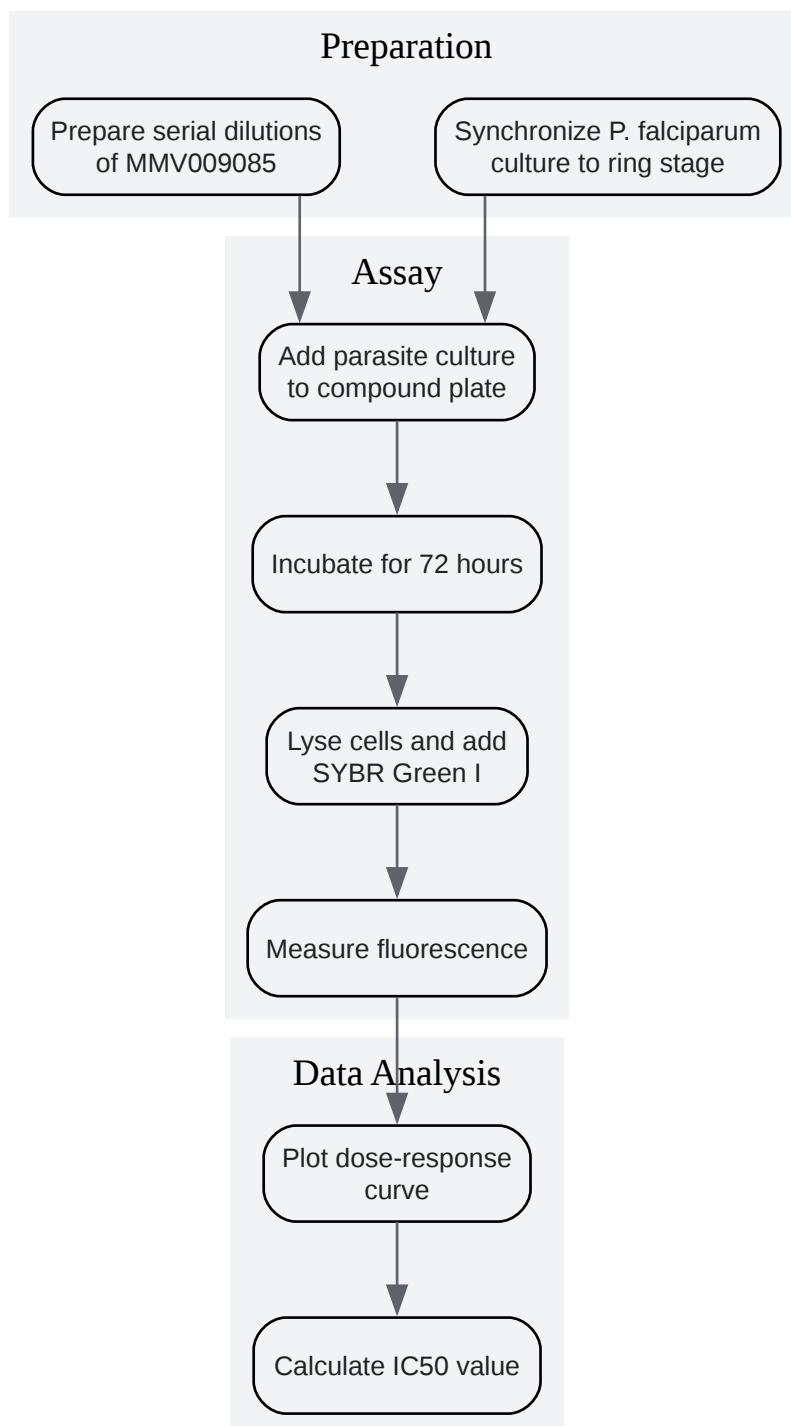 Preparation
Prepare serial dilutions
of MMV009085
Synchronize P. falciparum
culture to ring stage
Assay
Add parasite culture
to compound plate
Incubate for 72 hours
Lyse cells and add
SYBR Green I
Measure fluorescence
Data Analysis
Plot dose-response
curve
Calculate IC50 value